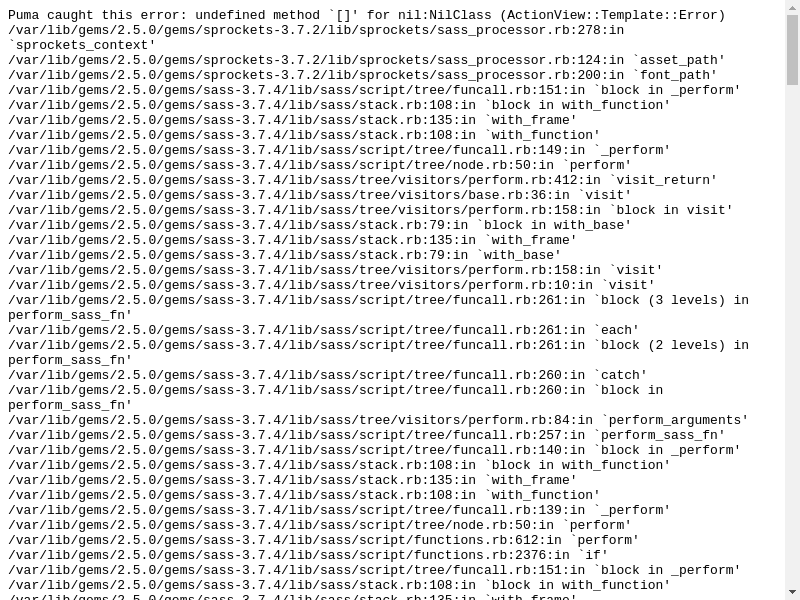 Puma caught this error: undefined method `[]' for nil:NilClass (ActionView::Template::Error)
/var/lib/gems/2.5.0/gems/sprockets-3.7.2/lib/sprockets/sass_processor.rb:278:in
`sprockets_context'
/var/lib/gems/2.5.0/gems/sprockets-3.7.2/lib/sprockets/sass_processor.rb:124:in `asset_path'
/var/lib/gems/2.5.0/gems/sprockets-3.7.2/lib/sprockets/sass_processor.rb:200:in `font_path'
/var/lib/gems/2.5.0/gems/sass-3.7.4/lib/sass/script/tree/funcall.rb:151:in `block in _perform'
/var/lib/gems/2.5.0/gems/sass-3.7.4/lib/sass/stack.rb:108:in `block in with_function'
/var/lib/gems/2.5.0/gems/sass-3.7.4/lib/sass/stack.rb:135:in `with_frame'
/var/lib/gems/2.5.0/gems/sass-3.7.4/lib/sass/stack.rb:108:in `with_function'
/var/lib/gems/2.5.0/gems/sass-3.7.4/lib/sass/script/tree/funcall.rb:149:in `_perform'
/var/lib/gems/2.5.0/gems/sass-3.7.4/lib/sass/script/tree/node.rb:50:in `perform'
/var/lib/gems/2.5.0/gems/sass-3.7.4/lib/sass/tree/visitors/perform.rb:412:in `visit_return'
/var/lib/gems/2.5.0/gems/sass-3.7.4/lib/sass/tree/visitors/base.rb:36:in `visit'
/var/lib/gems/2.5.0/gems/sass-3.7.4/lib/sass/tree/visitors/perform.rb:158:in `block in visit'
/var/lib/gems/2.5.0/gems/sass-3.7.4/lib/sass/stack.rb:79:in `block in with_base'
/var/lib/gems/2.5.0/gems/sass-3.7.4/lib/sass/stack.rb:135:in `with_frame'
/var/lib/gems/2.5.0/gems/sass-3.7.4/lib/sass/stack.rb:79:in `with_base'
/var/lib/gems/2.5.0/gems/sass-3.7.4/lib/sass/tree/visitors/perform.rb:158:in `visit'
/var/lib/gems/2.5.0/gems/sass-3.7.4/lib/sass/tree/visitors/perform.rb:10:in `visit'
/var/lib/gems/2.5.0/gems/sass-3.7.4/lib/sass/script/tree/funcall.rb:261:in `block (3 levels) in
perform_sass_fn'
/var/lib/gems/2.5.0/gems/sass-3.7.4/lib/sass/script/tree/funcall.rb:261:in `each'
/var/lib/gems/2.5.0/gems/sass-3.7.4/lib/sass/script/tree/funcall.rb:261:in `block (2 levels) in
perform_sass_fn'
/var/lib/gems/2.5.0/gems/sass-3.7.4/lib/sass/script/tree/funcall.rb:260:in `catch'
/var/lib/gems/2.5.0/gems/sass-3.7.4/lib/sass/script/tree/funcall.rb:260:in `block in
perform_sass_fn'
/var/lib/gems/2.5.0/gems/sass-3.7.4/lib/sass/tree/visitors/perform.rb:84:in `perform_arguments'
/var/lib/gems/2.5.0/gems/sass-3.7.4/lib/sass/script/tree/funcall.rb:257:in `perform_sass_fn'
/var/lib/gems/2.5.0/gems/sass-3.7.4/lib/sass/script/tree/funcall.rb:140:in `block in _perform'
/var/lib/gems/2.5.0/gems/sass-3.7.4/lib/sass/stack.rb:108:in `block in with_function'
/var/lib/gems/2.5.0/gems/sass-3.7.4/lib/sass/stack.rb:135:in `with_frame'
/var/lib/gems/2.5.0/gems/sass-3.7.4/lib/sass/stack.rb:108:in `with_function'
/var/lib/gems/2.5.0/gems/sass-3.7.4/lib/sass/script/tree/funcall.rb:139:in `_perform'
/var/lib/gems/2.5.0/gems/sass-3.7.4/lib/sass/script/tree/node.rb:50:in `perform'
/var/lib/gems/2.5.0/gems/sass-3.7.4/lib/sass/script/functions.rb:612:in `perform'
/var/lib/gems/2.5.0/gems/sass-3.7.4/lib/sass/script/functions.rb:2376:in `if'
/var/lib/gems/2.5.0/gems/sass-3.7.4/lib/sass/script/tree/funcall.rb:151:in `block in _perform'
/var/lib/gems/2.5.0/gems/sass-3.7.4/lib/sass/stack.rb:108:in `block in with_function'
/var/lib/gems/2.5.0/gems/sass-3.7.4/lib/sass/stack.rb:135:in `with_frame'